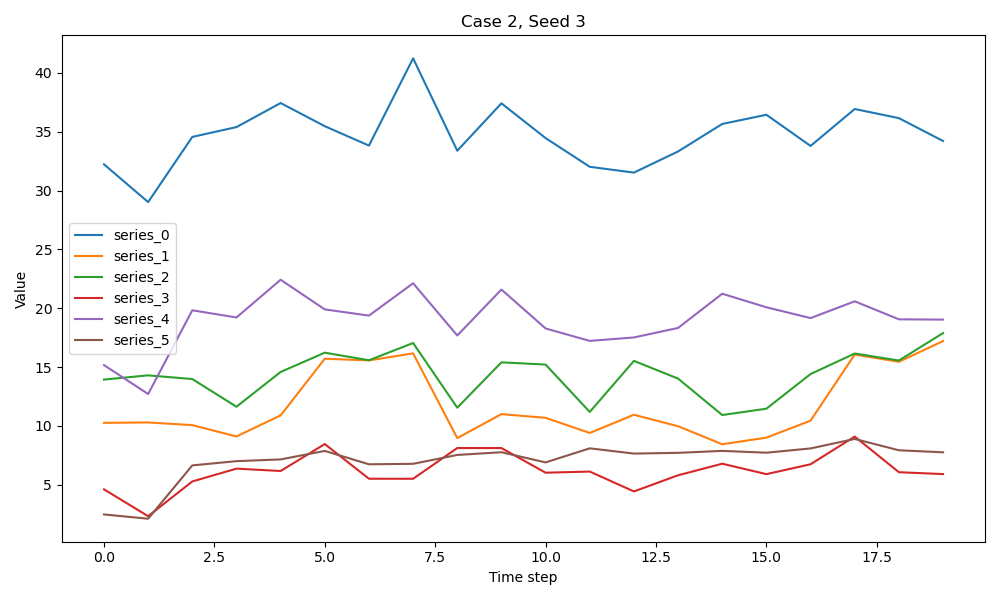 Case 2, Seed 3
Value
40
35
30
25
20
15
10
5
series_0
series_1
series_2
series_3
series_4
series_5
0.0 2.5 5.0 7.5 10.0 12.5 15.0 17.5
Time step